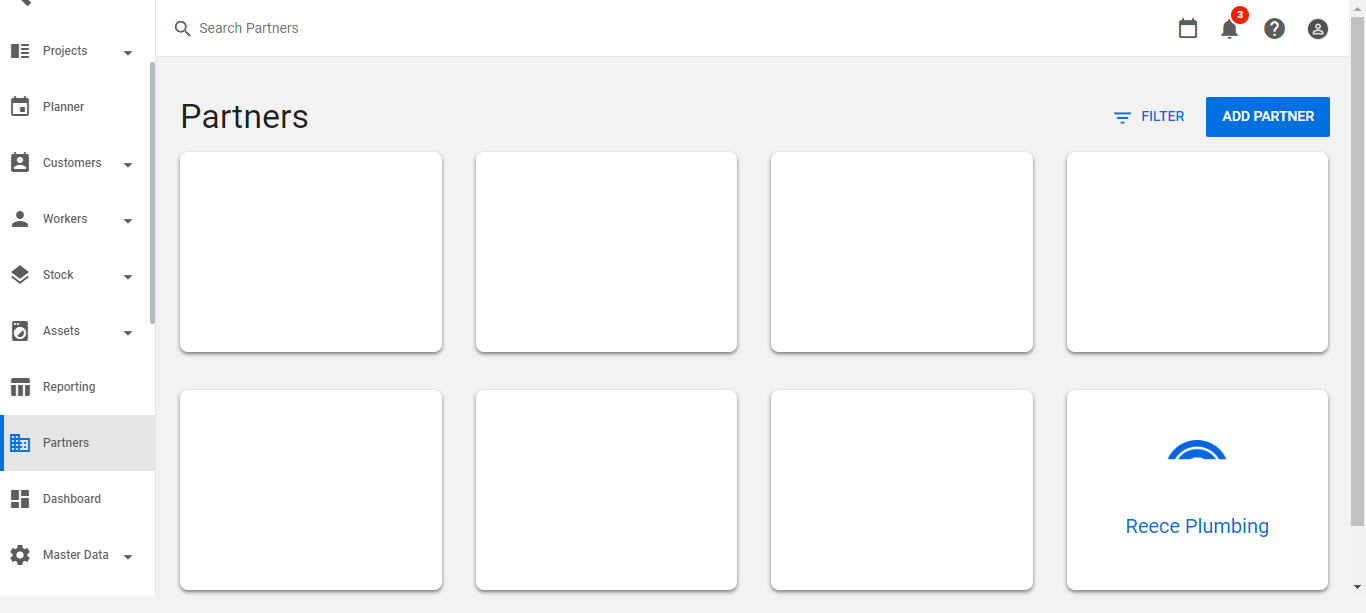 Search Partners
3
Projects
Planner
Customers
Workers
Stock
Assets
Reporting
Partners
Dashboard
Master Data
Partners
FILTER
ADD PARTNER
Reece Plumbing